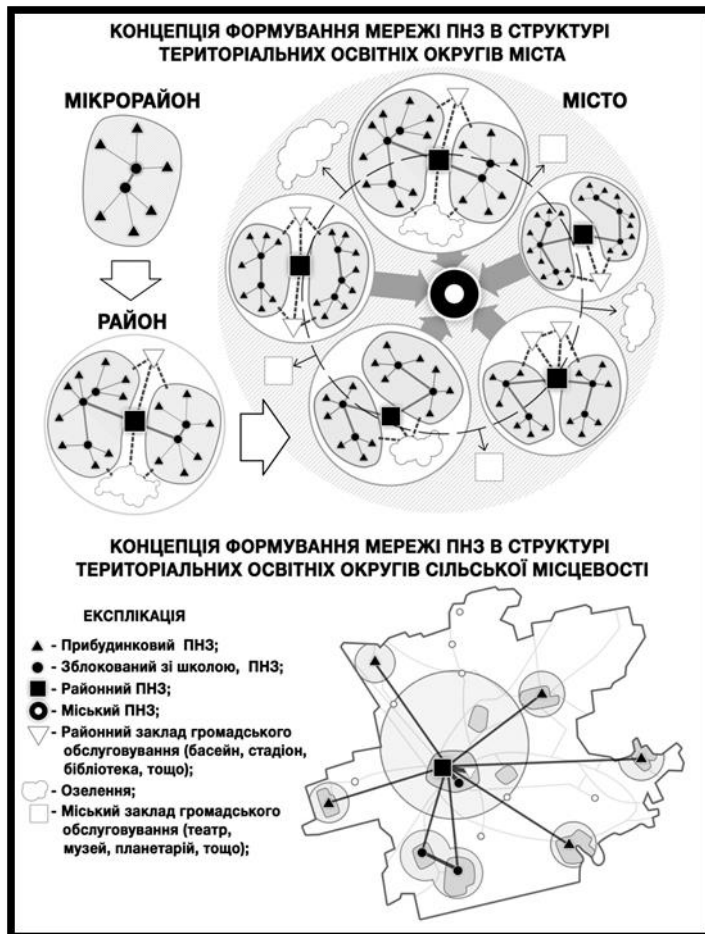 КОНЦЕПЦІЯ ФОРМУВАННЯ МЕРЕЖІ ПНЗ В СТРУКТУРІ
ТЕРИТОРІАЛЬНИХ ОСВІТНІХ ОКРУГІВ МІСТА
МІКРОРАЙОН
МІСТО
РАЙОН
КОНЦЕПЦІЯ ФОРМУВАННЯ МЕРЕЖІ ПНЗ В СТРУКТУРІ
ТЕРИТОРІАЛЬНИХ ОСВІТНІХ ОКРУГІВ СІЛЬСЬКОЇ МІСЦЕВОСТІ
ЕКСПЛІКАЦІЯ
- Прибудинковий ПНЗ;
- Зблокований зі школою, ПНЗ;
- Районний ПНЗ;
- Міський ПНЗ;
- Районний заклад громадського
обслуговування (басейн, стадіон,
бібліотека, тощо);
- Озелення;
- Міський заклад громадського
обслуговування (театр,
музей, планетарій, тощо);